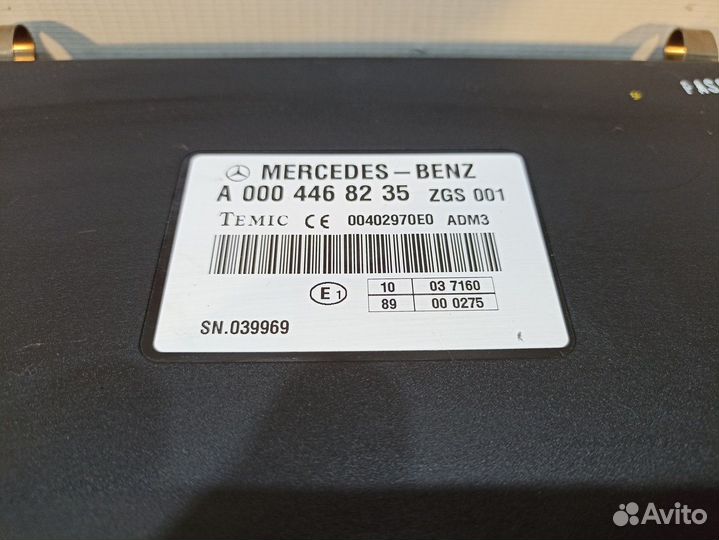 MERCEDES-BENZ
A 000 446 82 35 ZGS 001
TEMIC CE 00402970E0 ADM3
E1 10 03 7160
89 00 0275
SN.039969
Avito